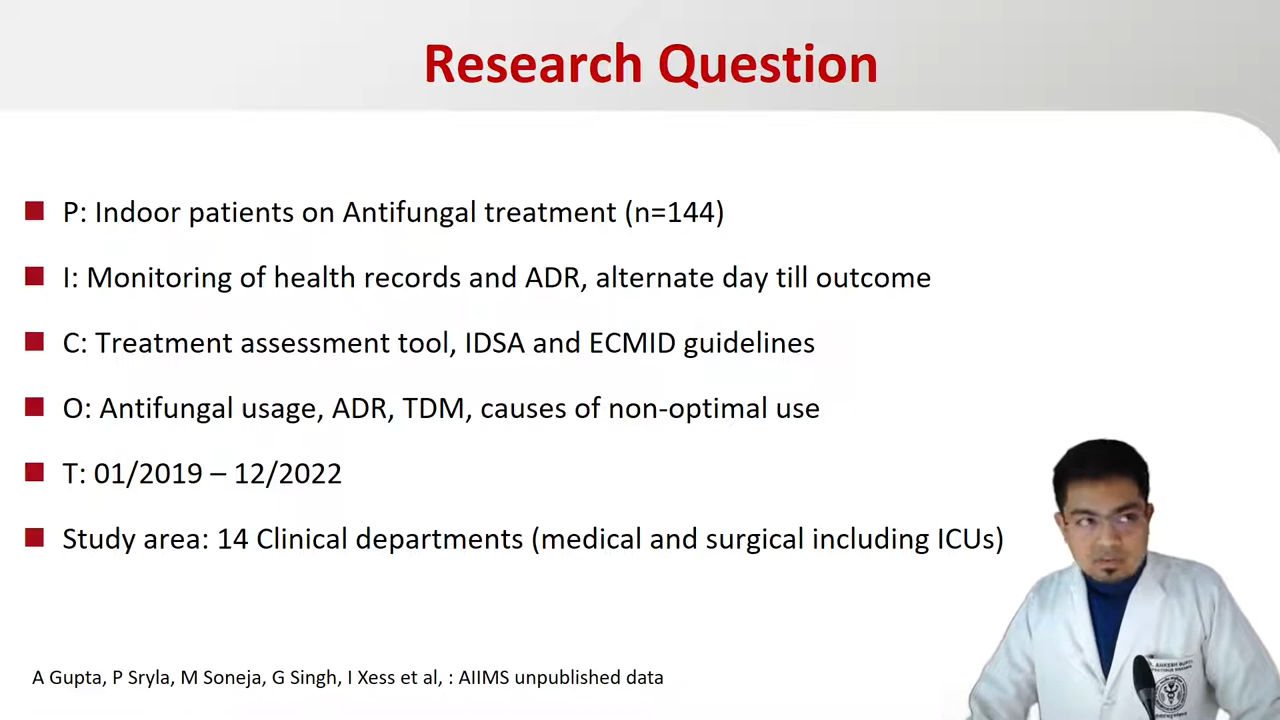 Research Question
P: Indoor patients on Antifungal treatment (n=144)
I: Monitoring of health records and ADR, alternate day till outcome
C: Treatment assessment tool, IDSA and ECMID guidelines
O: Antifungal usage, ADR, TDM, causes of non-optimal use
T: 01/2019 – 12/2022
Study area: 14 Clinical departments (medical and surgical including ICUs)
A Gupta, P Sryla, M Soneja, G Singh, I Xess et al, : AIIMS unpublished data